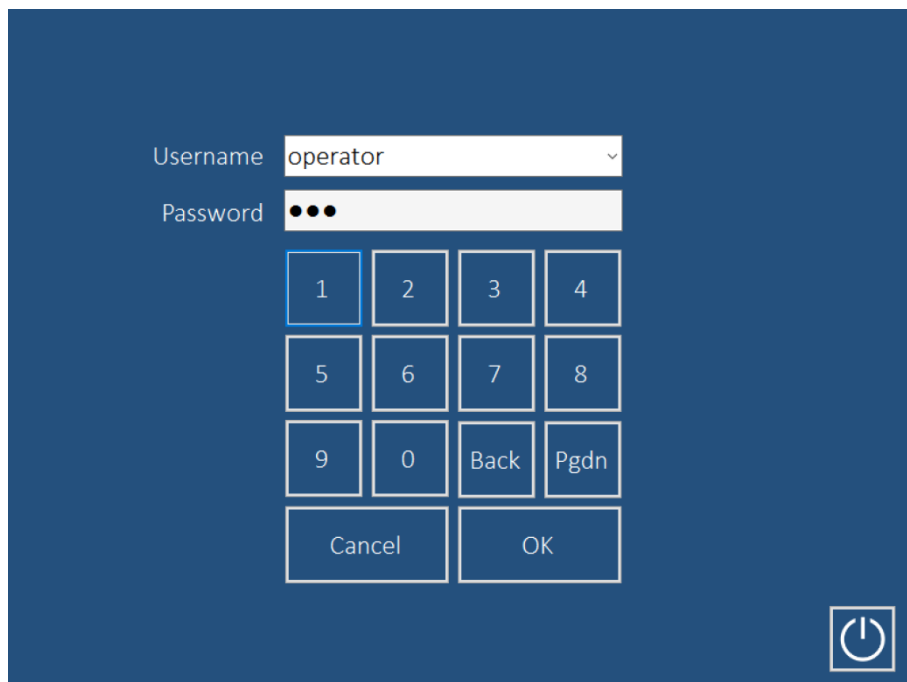 Username operator
Password ●●●
1 2 3 4
5 6 7 8
9 0 Back Pgdn
Cancel OK